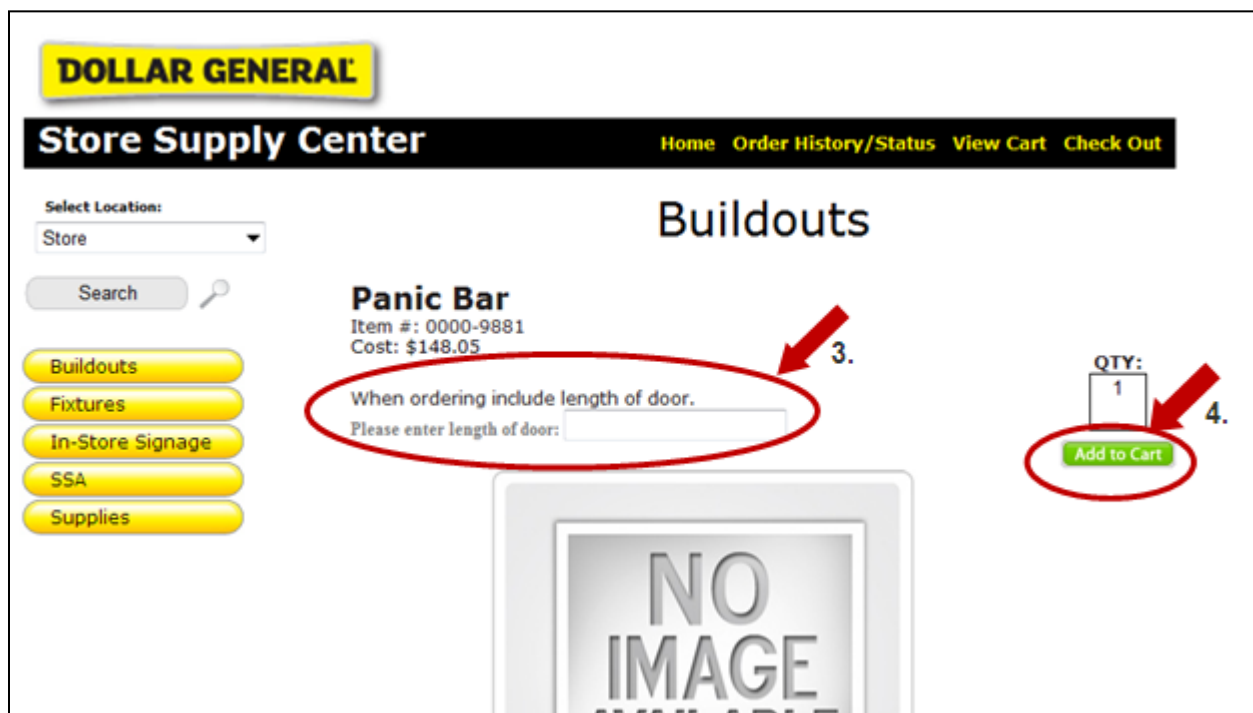 DOLLAR GENERAL
Store Supply Center
Home Order History/Status View Cart Check Out
Select Location:
Store
Buildouts
Search
Panic Bar
Item #: 0000-9881
Cost: $148.05
3.
When ordering include length of door.
Please enter length of door:
QTY:
1
4.
Add to Cart
Buildouts
Fixtures
In-Store Signage
SSA
Supplies
NO
IMAGE
AVAILABLE